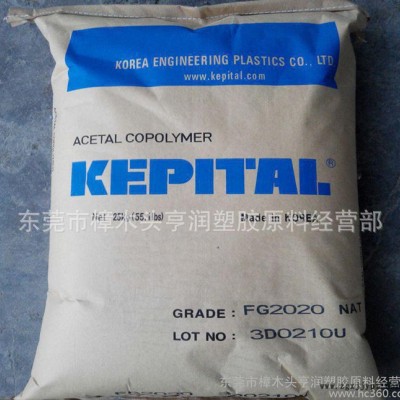 KOREA ENGINEERING PLASTICS CO., LTD
www.kepital.com
ACETAL COPOLYMER
KEPITAL®
东莞市樟木头亨润塑胶原料经营部
Net. 25kg (55.1lbs) Made in KOREA
GRADE: FG2020 NAT
LOT NO: 3D0210U
东莞市樟木头亨润塑胶原料经营部
FG2020
www.hc360.com